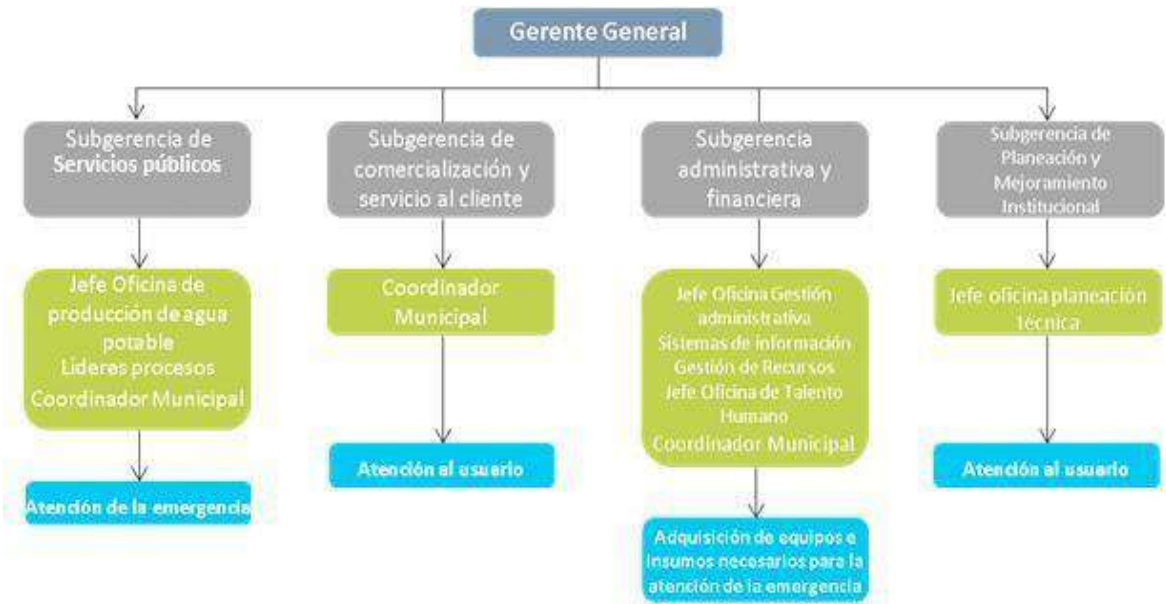 Gerente General
Subgerencia de
Servicios públicos
Subgerencia de
comercialización y
servicio al cliente
Subgerencia
administrativa y
financiera
Subgerencia de
Planeación y
Mejoramiento
Institucional
Jefe Oficina de
producción de agua
potable
Lideres procesos
Coordinador Municipal
Coordinador
Municipal
Jefe Oficina Gestión
administrativa
Sistemas de información
Gestión de Recursos
Jefe Oficina de Talento
Humano
Coordinador Municipal
Jefe oficina planeación
Técnica
Atención de la emergencia
Atención al usuario
Adquisición de equipos e
insumos necesarios para la
atención de la emergencia
Atención al usuario